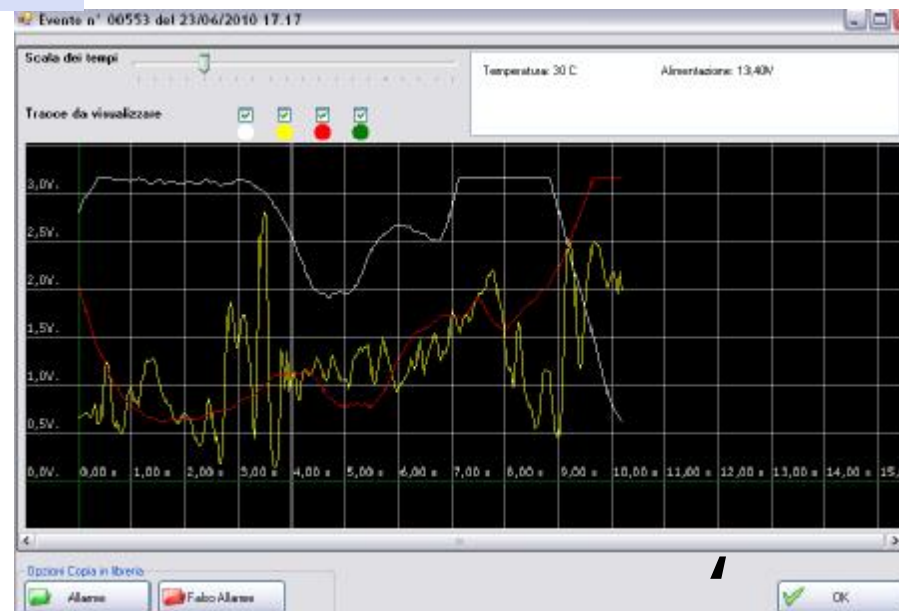 Evento n° 00553 del 23/06/2010 17.17
Scala dei tempi
Temperatura: 30 C Alimentazione: 13,40V
Tracce da visualizzare
3,0V.
2,5V.
2,0V.
1,5V.
1,0V.
0,5V.
0,0V. 0,00 s 1,00 s 2,00 s 3,00 s 4,00 s 5,00 s 6,00 s 7,00 s 8,00 s 9,00 s 10,00 s 11,00 s 12,00 s 13,00 s 14,00 s 15,
Opzioni Copia in libreria
Allarme Falso Allarme OK